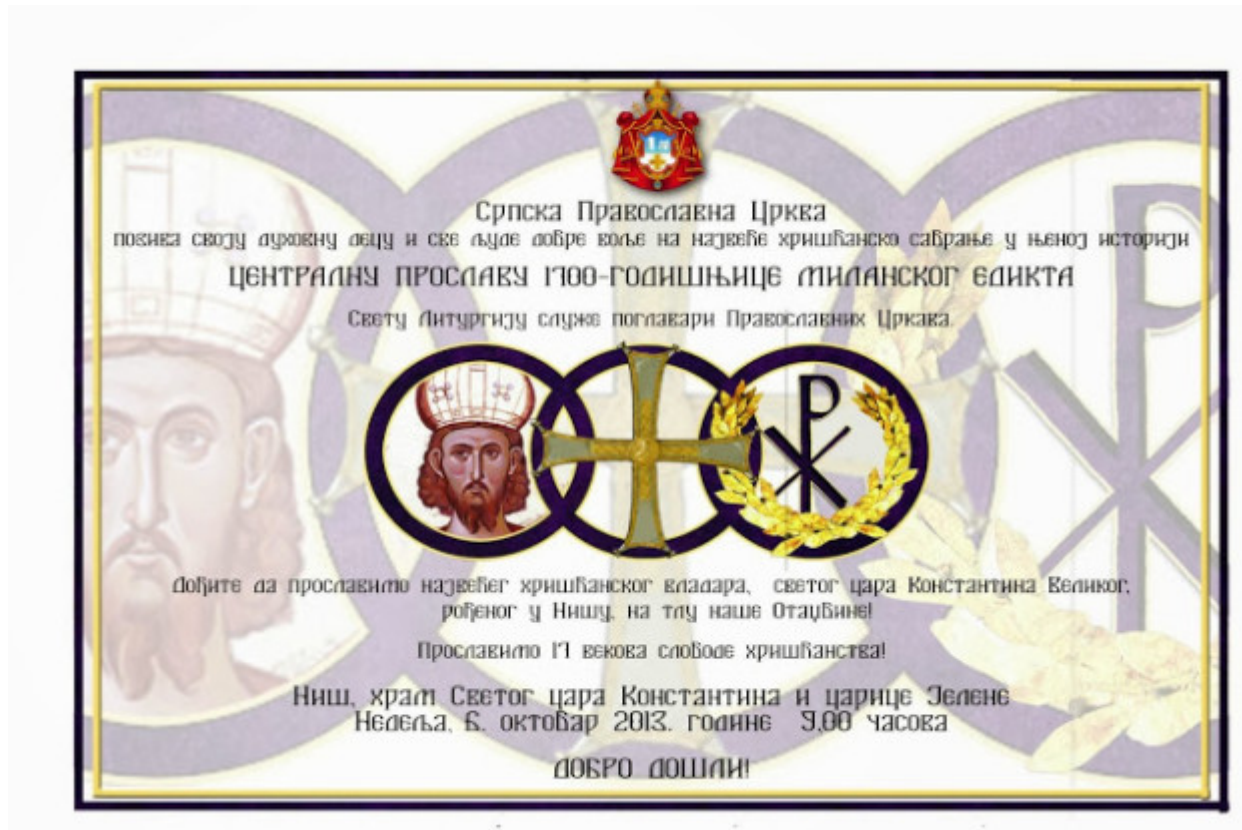 Српска Православна Црква
позива своју духовну децу и све људе добре воље на највеће хришћанско сабрање у њеној историји
ЦЕНТРАЛНУ ПРОСЛАВУ 1700-ГОДИШЊИЦЕ МИЛАНСКОГ ЕДИКТА
Свету Литургију служе поглавари Православних Цркава.
Дођите да прославимо највећег хришћанског владара, светог цара Константина Великог,
рођеног у Нишу, на тлу наше Отаџбине!
Прославимо 17 векова слободе хришћанства!
Ниш, храм Светог цара Константина и царице Јелене
Недеља, 6. октобар 2013. године 9,00 часова
ДОБРО ДОШЛИ!